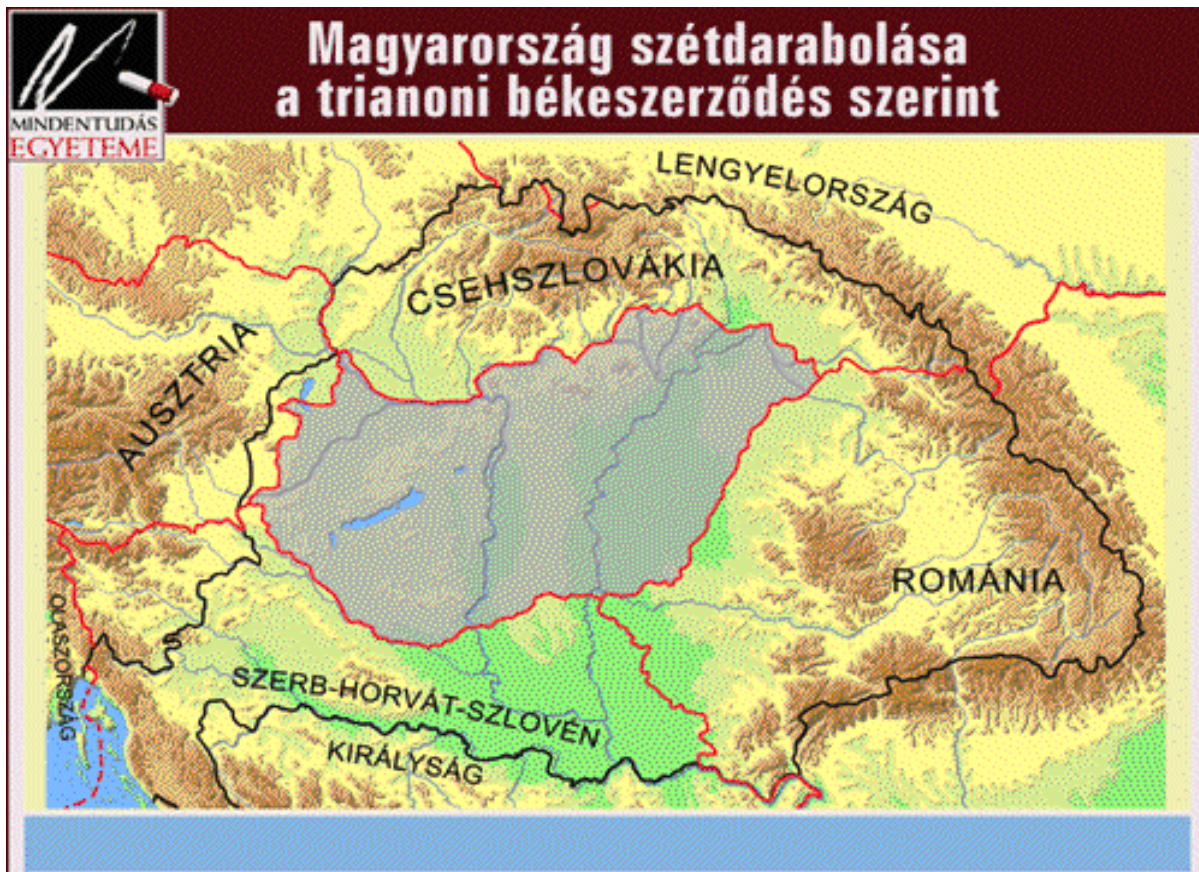 Magyarország szétdarabolása
a trianoni békeszerződés szerint
MINDENTUDÁS
EGYETEME
LENGYELORSZÁG
CSEHSZLOVÁKIA
AUSZTRIA
ROMÁNIA
OLASZORSZÁG
SZERB-HORVÁT-SZLOVÉN
KIRÁLYSÁG